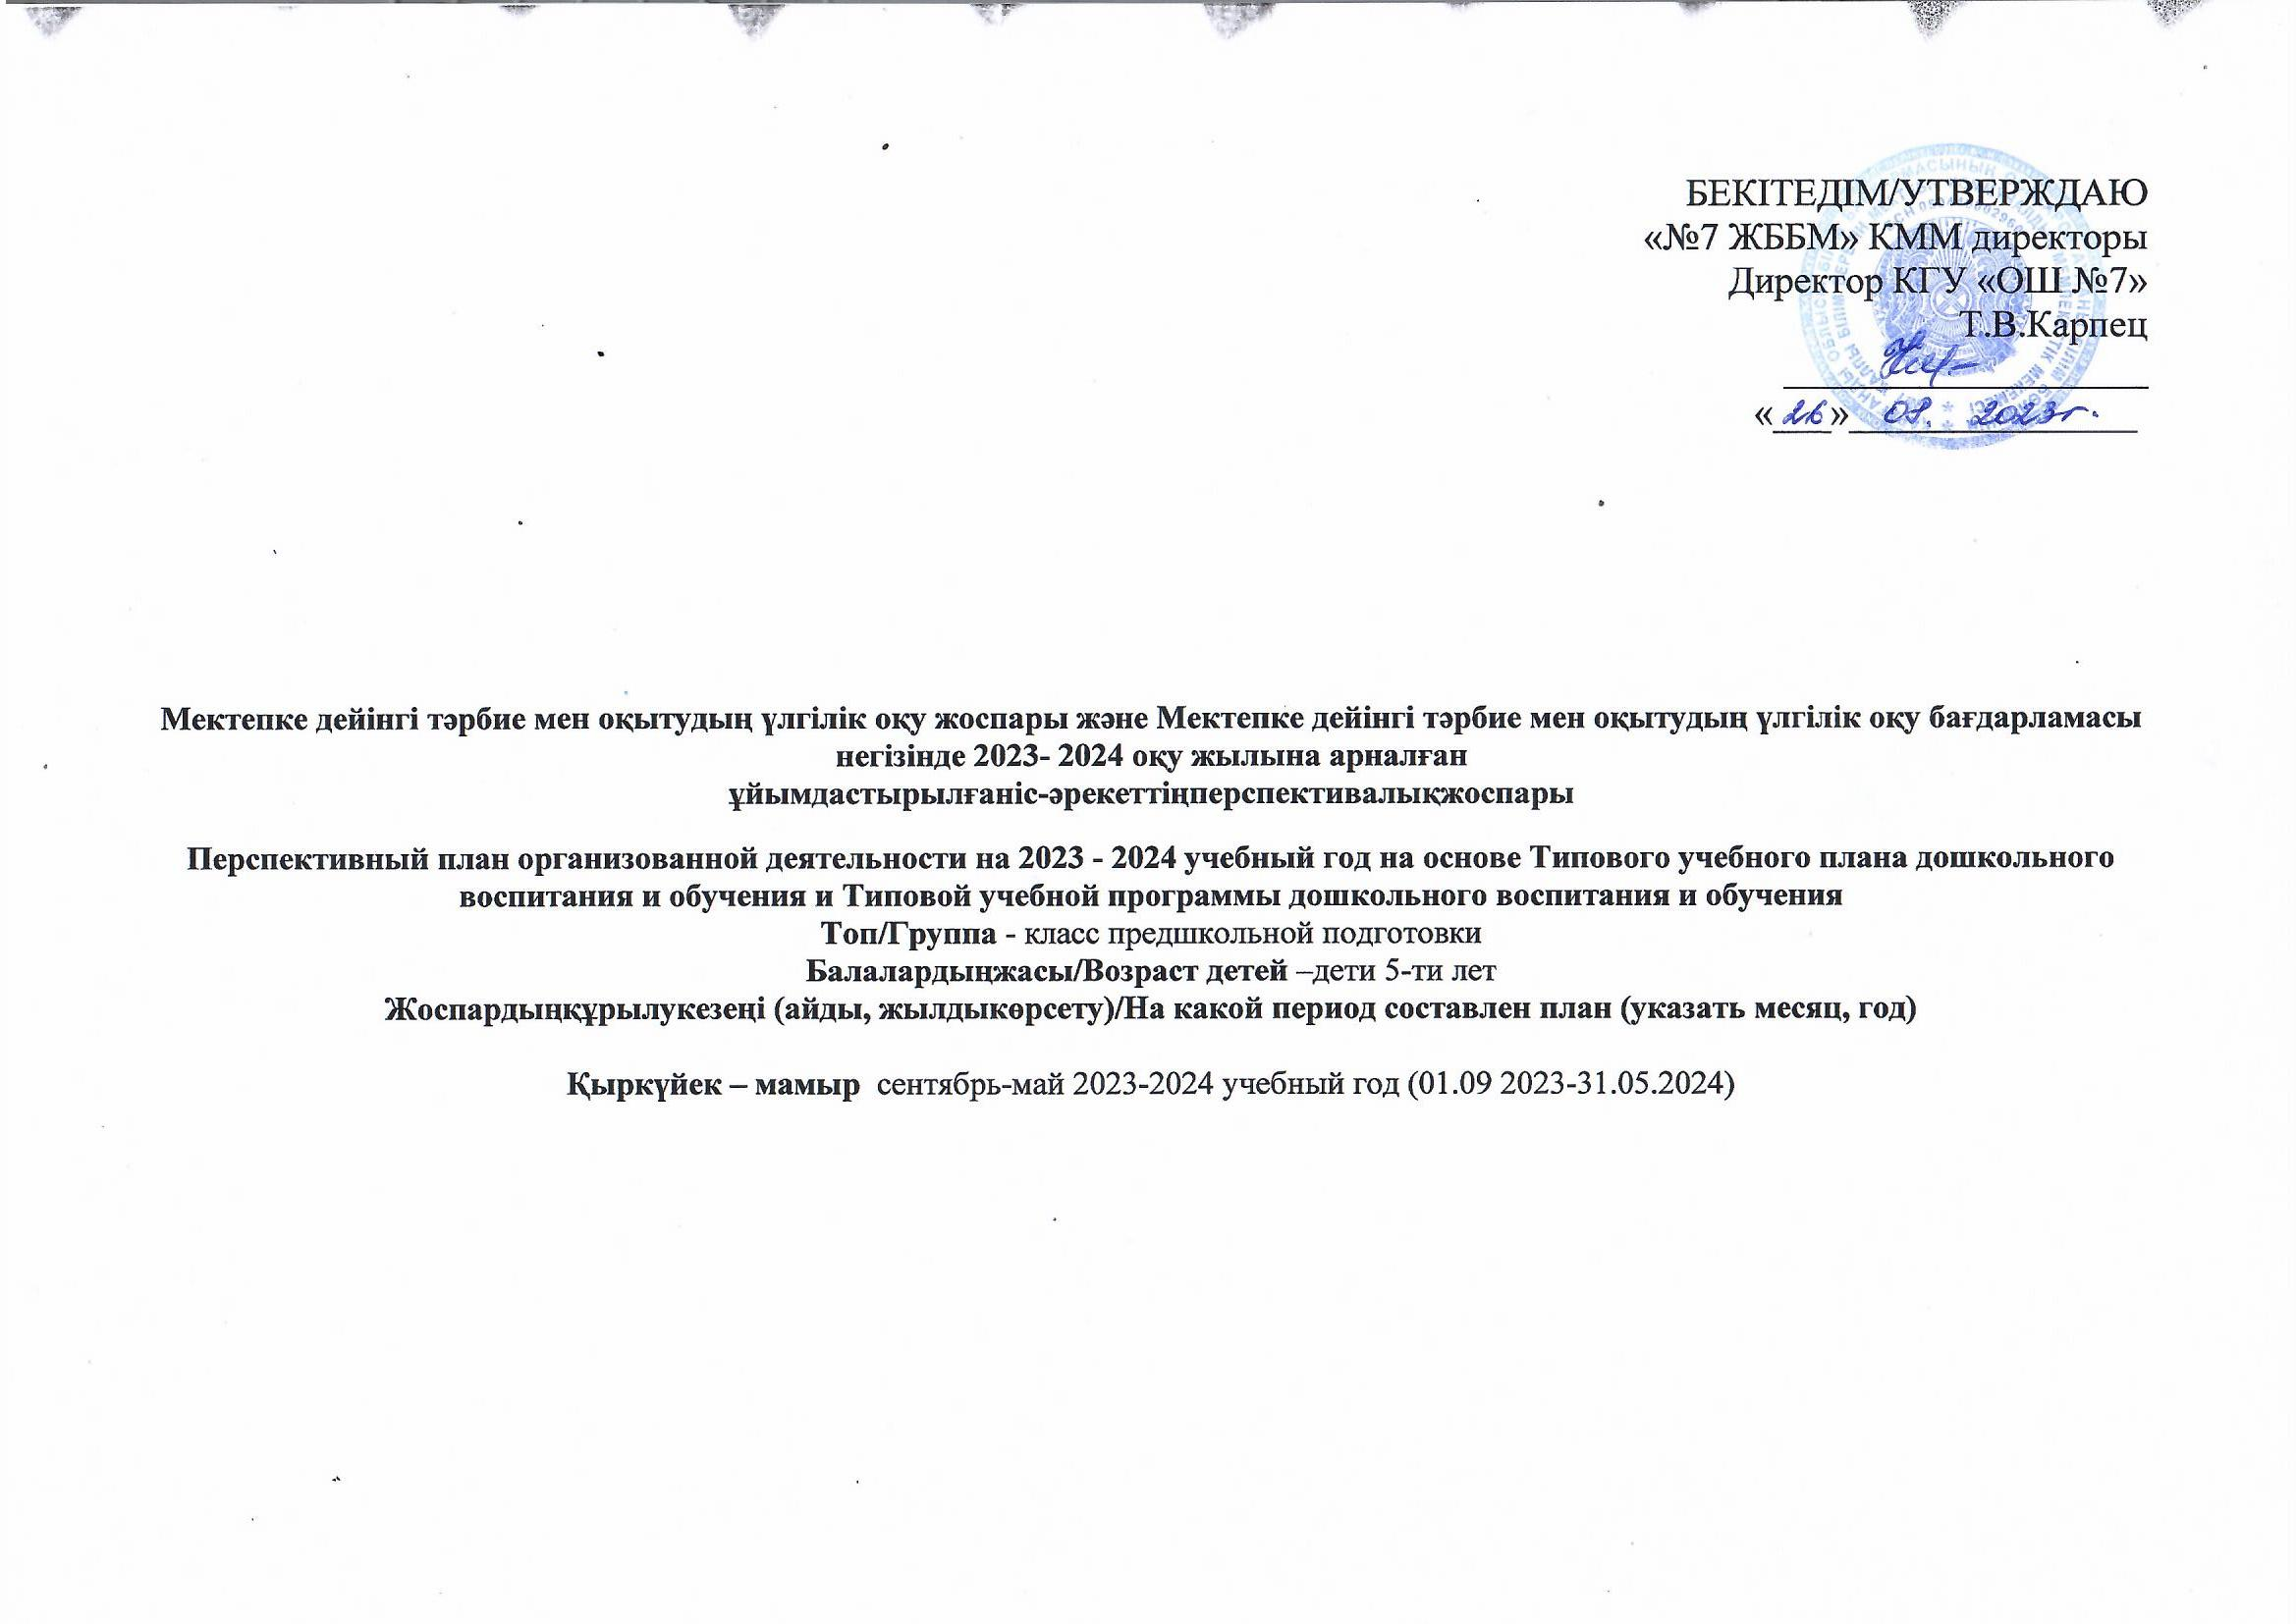 БЕКІТЕДІМ/УТВЕРЖДАЮ
«№7 ЖББМ» КММ директоры
Директор КГУ «ОШ №7»
Т.В.Карпец
«26» 08. 2023г.
Мектепке дейінгі тәрбие мен оқытудың үлгілік оқу жоспары және Мектепке дейінгі тәрбие мен оқытудың үлгілік оқу бағдарламасы
негізінде 2023- 2024 оқу жылына арналған
ұйымдастырылғаніс-әрекеттіңперспективалықжоспары
Перспективный план организованной деятельности на 2023 - 2024 учебный год на основе Типового учебного плана дошкольного
воспитания и обучения и Типовой учебной программы дошкольного воспитания и обучения
Топ/Группа - класс предшкольной подготовки
Балалардыңжасы/Возраст детей –дети 5-ти лет
Жоспардыңқұрылукезеңі (айды, жылдыкөрсету)/На какой период составлен план (указать месяц, год)
Қыркүйек – мамыр сентябрь-май 2023-2024 учебный год (01.09 2023-31.05.2024)